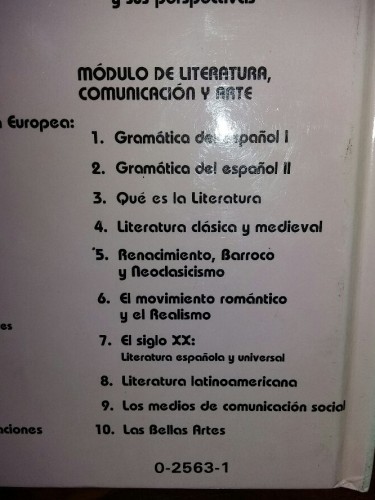 y sus perspectivas
MÓDULO DE LITERATURA,
COMUNICACIÓN Y ARTE
Europea:
1. Gramática del español I
2. Gramática del español II
3. Qué es la Literatura
4. Literatura clásica y medieval
5. Renacimiento, Barroco
y Neoclasicismo
6. El movimiento romántico
y el Realismo
7. El siglo XX:
Literatura española y universal
8. Literatura latinoamericana
9. Los medios de comunicación social
10. Las Bellas Artes
0-2563-1